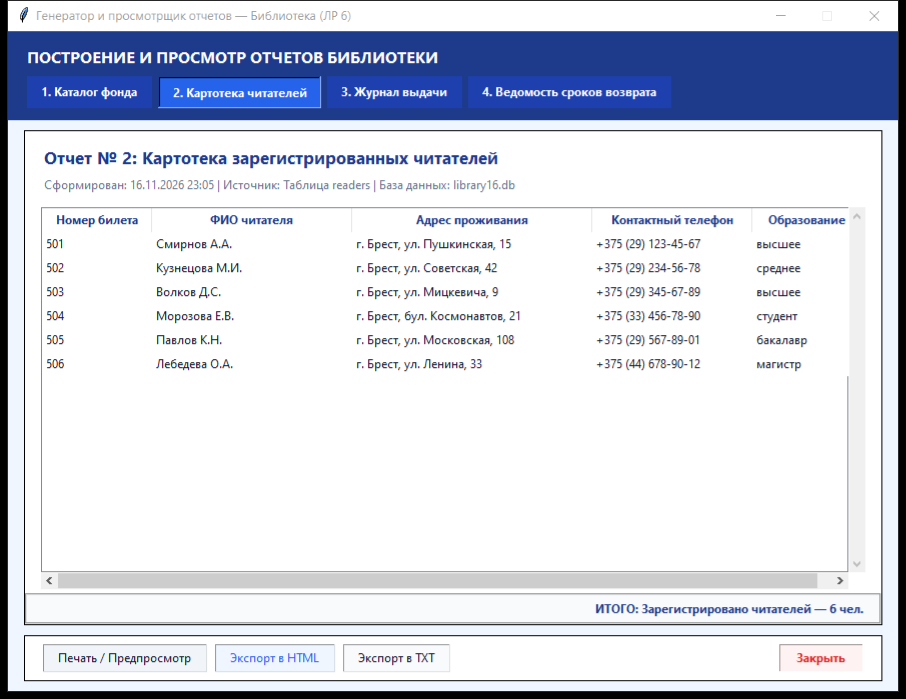 Генератор и просмотрщик отчетов — Библиотека (ЛР 6)
ПОСТРОЕНИЕ И ПРОСМОТР ОТЧЕТОВ БИБЛИОТЕКИ
1. Каталог фонда 2. Картотека читателей 3. Журнал выдачи 4. Ведомость сроков возврата
Отчет № 2: Картотека зарегистрированных читателей
Сформирован: 16.11.2026 23:05 | Источник: Таблица readers | База данных: library16.db
Номер билета ФИО читателя Адрес проживания Контактный телефон Образование
501 Смирнов А.А. г. Брест, ул. Пушкинская, 15 +375 (29) 123-45-67 высшее
502 Кузнецова М.И. г. Брест, ул. Советская, 42 +375 (29) 234-56-78 среднее
503 Волков Д.С. г. Брест, ул. Мицкевича, 9 +375 (29) 345-67-89 высшее
504 Морозова Е.В. г. Брест, бул. Космонавтов, 21 +375 (33) 456-78-90 студент
505 Павлов К.Н. г. Брест, ул. Московская, 108 +375 (29) 567-89-01 бакалавр
506 Лебедева О.А. г. Брест, ул. Ленина, 33 +375 (44) 678-90-12 магистр
ИТОГО: Зарегистрировано читателей — 6 чел.
Печать / Предпросмотр Экспорт в HTML Экспорт в TXT Закрыть